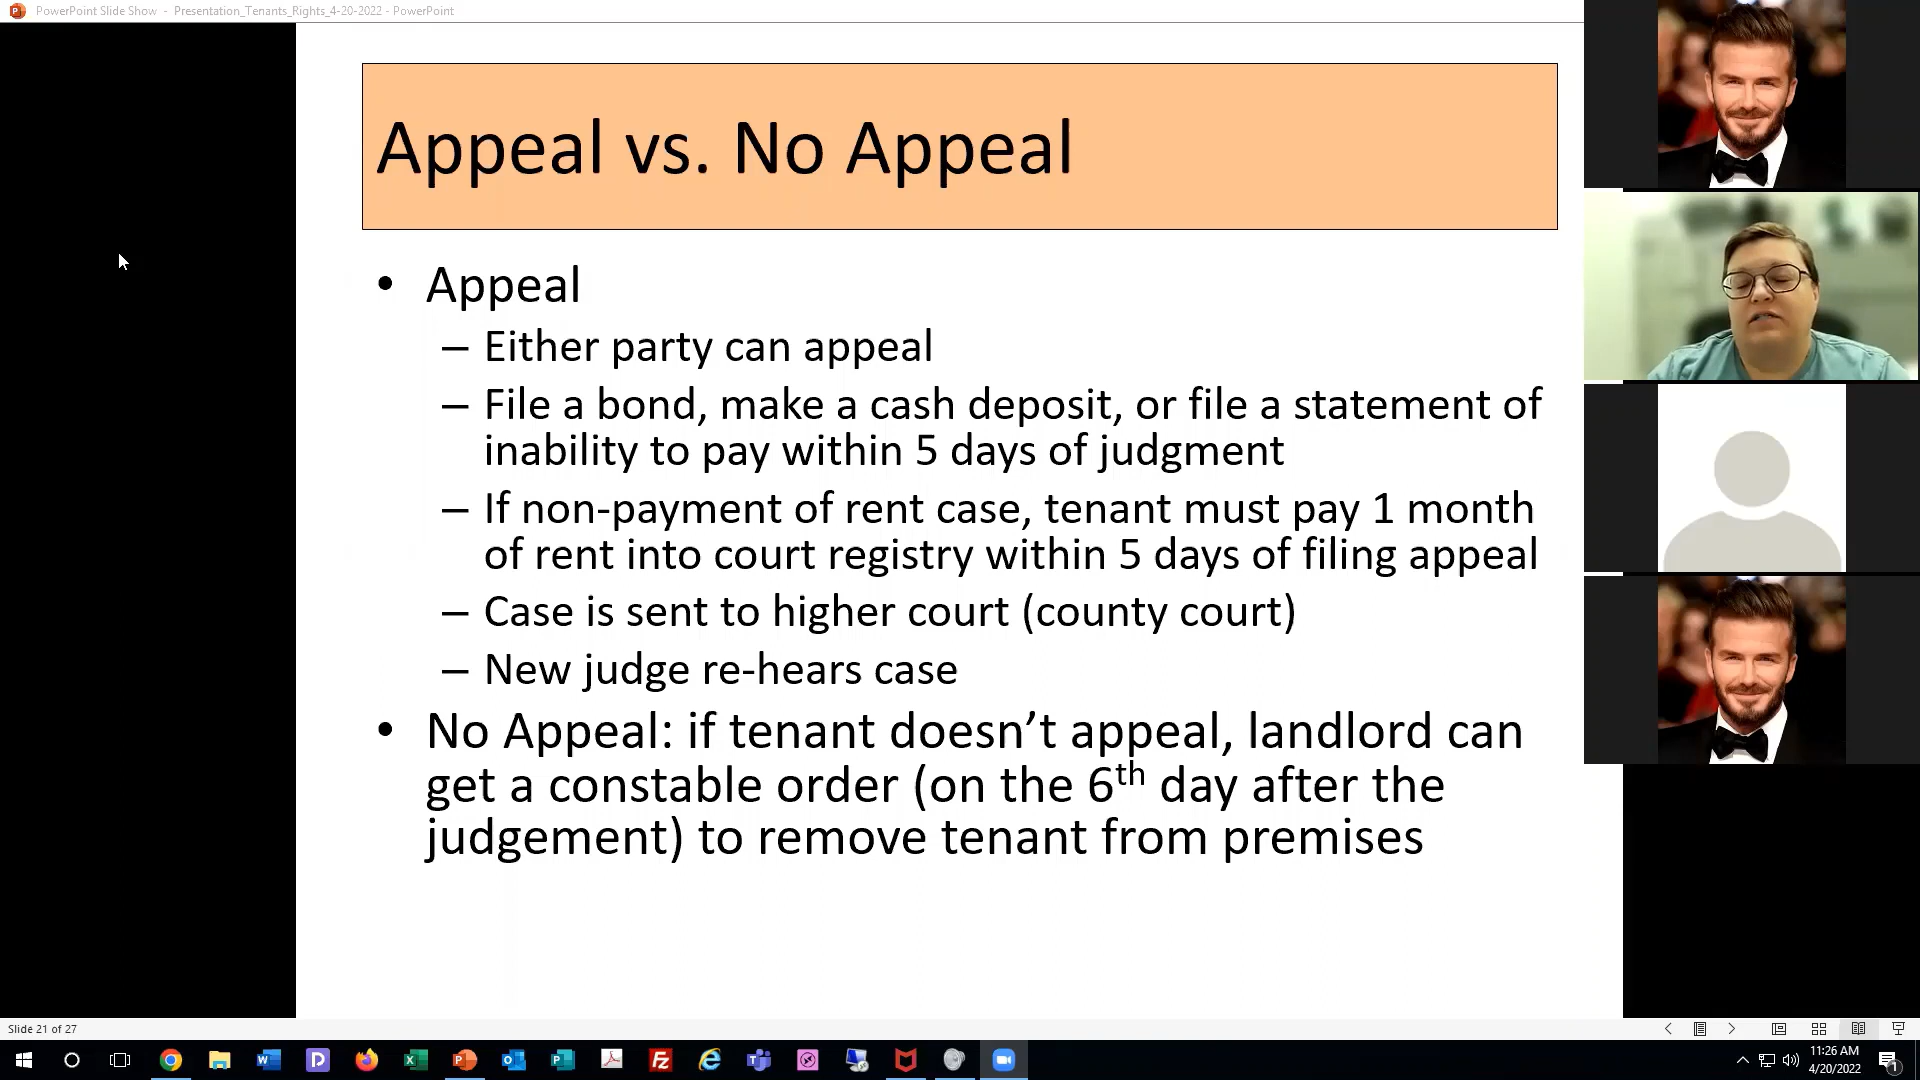 PowerPoint Slide Show - Presentation_Tenants_Rights_4-20-2022 - PowerPoint
Appeal vs. No Appeal
• Appeal
– Either party can appeal
– File a bond, make a cash deposit, or file a statement of
inability to pay within 5 days of judgment
– If non-payment of rent case, tenant must pay 1 month
of rent into court registry within 5 days of filing appeal
– Case is sent to higher court (county court)
– New judge re-hears case
• No Appeal: if tenant doesn’t appeal, landlord can
get a constable order (on the 6th day after the
judgement) to remove tenant from premises
Slide 21 of 27
11:26 AM
4/20/2022
1